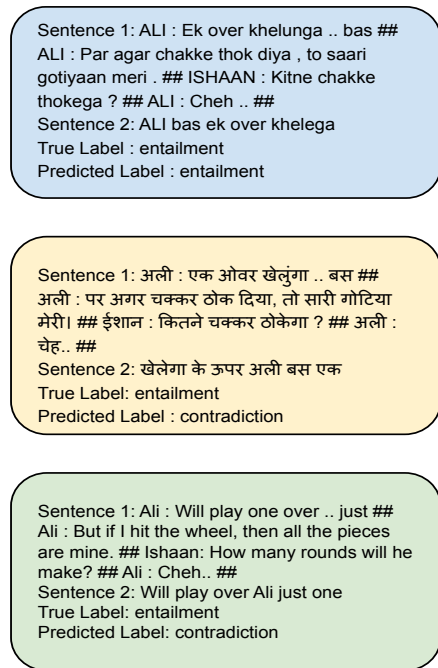 Sentence 1: ALI : Ek over khelunga .. bas ##
ALI : Par agar chakke thok diya , to saari
gotiyaan meri . ## ISHAAN : Kitne chakke
thokega ? ## ALI : Cheh .. ##
Sentence 2: ALI bas ek over khelega
True Label : entailment
Predicted Label : entailment
Sentence 1: अली : एक ओवर खेलुंगा .. बस ##
अली : पर अगर चक्कर ठोक दिया, तो सारी गोटिया
मेरी। ## ईशान : कितने चक्कर ठोकेगा ? ## अली :
चेह.. ##
Sentence 2: खेलेगा के ऊपर अली बस एक
True Label: entailment
Predicted Label : contradiction
Sentence 1: Ali : Will play one over .. just ##
Ali : But if I hit the wheel, then all the pieces
are mine. ## Ishaan: How many rounds will he
make? ## Ali : Cheh.. ##
Sentence 2: Will play over Ali just one
True Label: entailment
Predicted Label: contradiction